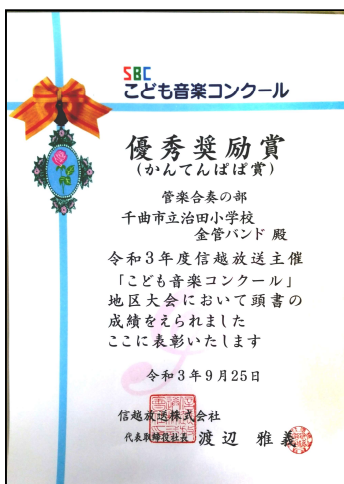 SBC
こども音楽コンクール
優秀奨励賞
(かんてんぱぱ賞)
管楽合奏の部
千曲市立治田小学校
金管バンド 殿
令和3年度信越放送主催
「こども音楽コンクール」
地区大会において頭書の
成績をえられました
ここに表彰いたします
令和3年9月25日
信越放送株式会社
代表取締役社長 渡辺 雅義